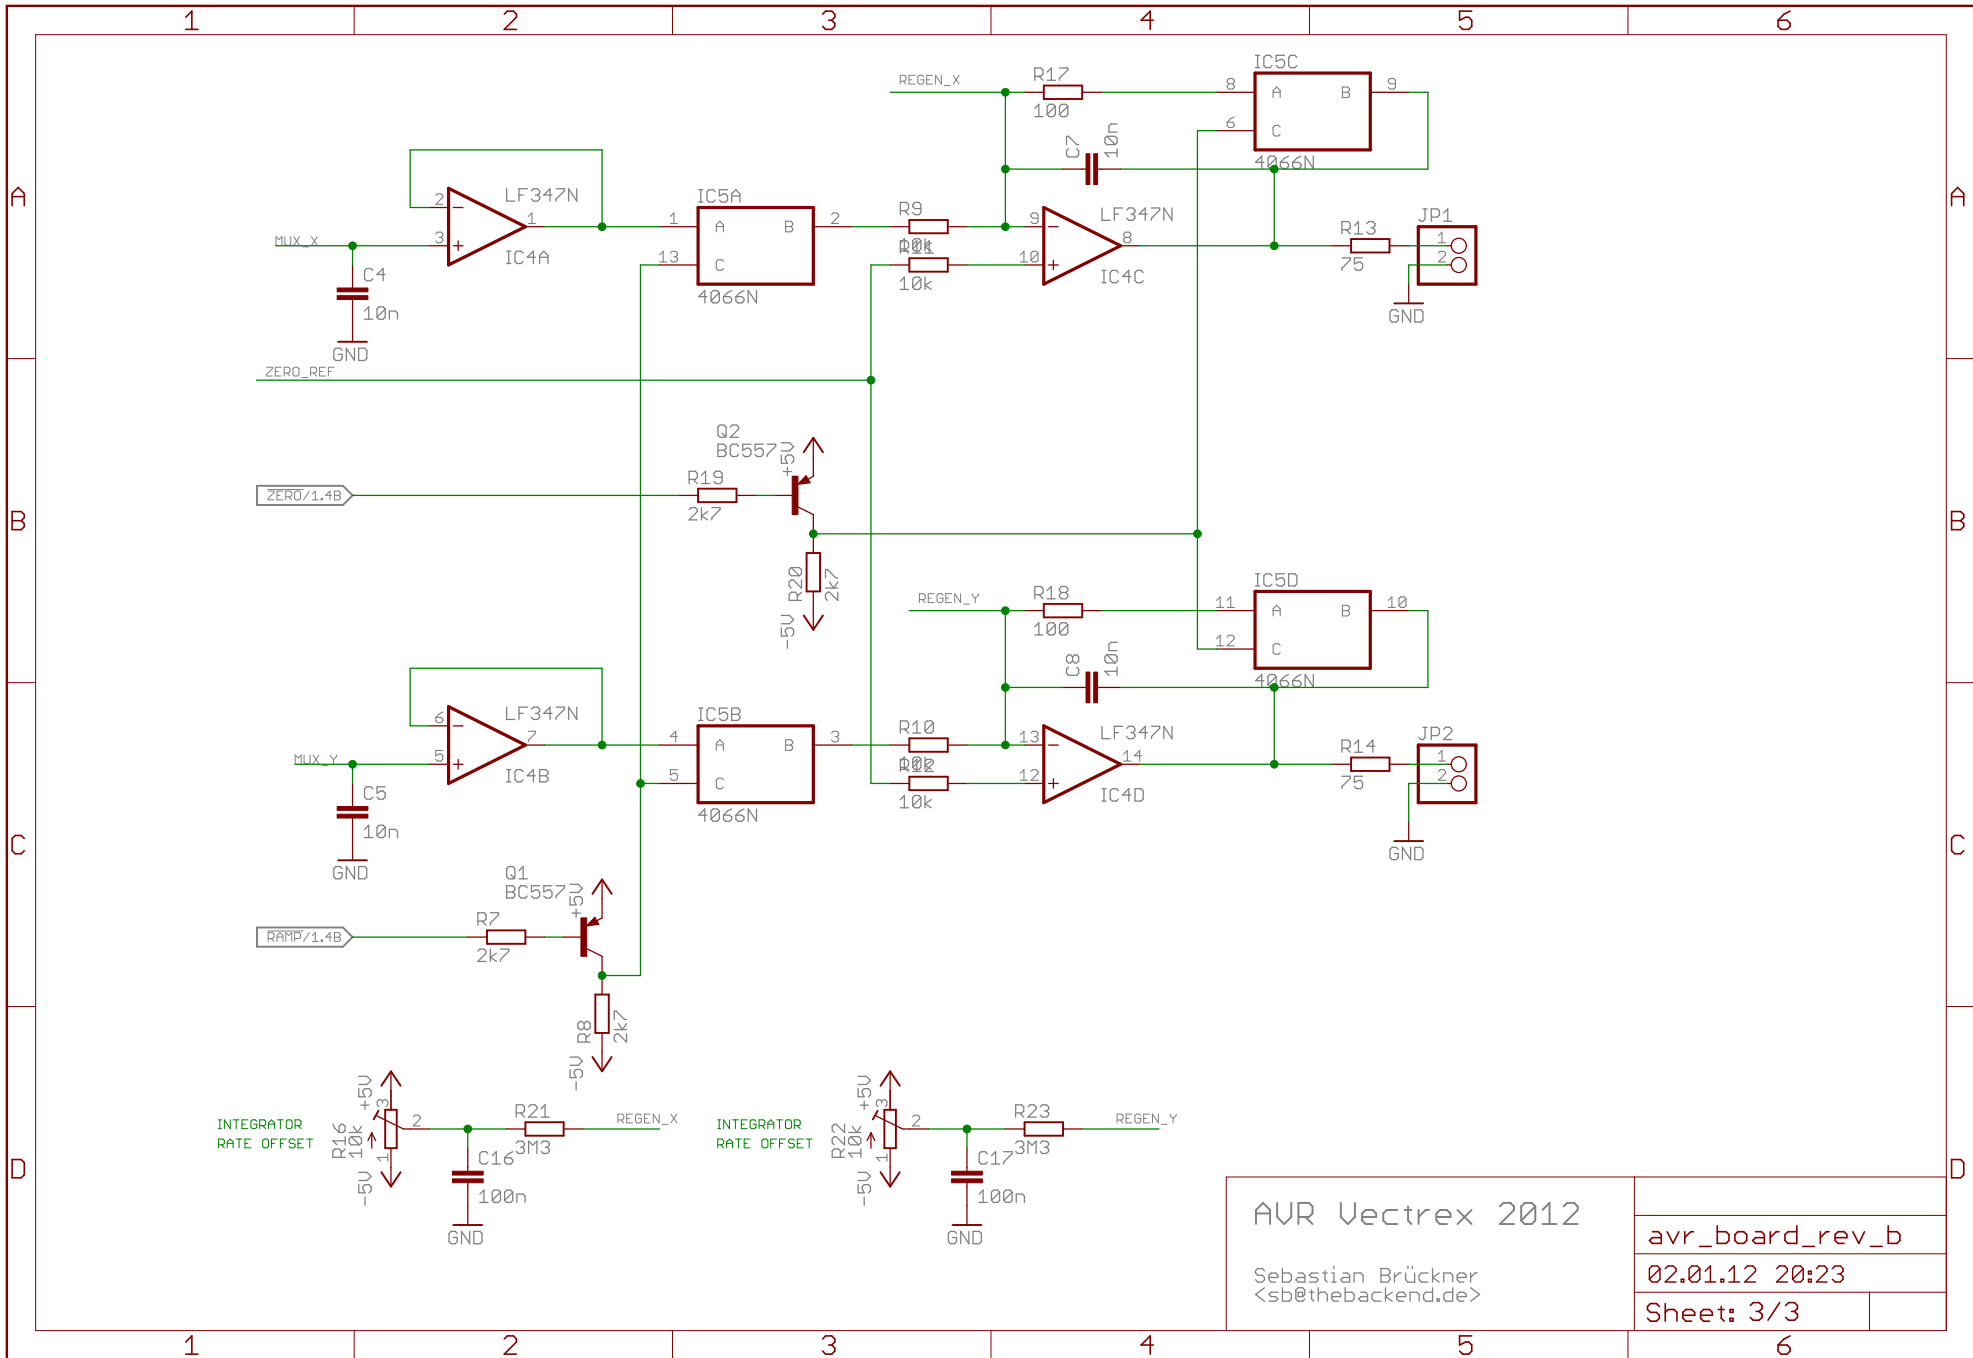 1 2 3 4 5 6
A A
B B
C C
D D
REGEN_X
R17
100
IC5C
8 A B 9
6 C
4066N
C7
10n
2
3
1
LF347N
IC4A
MUX_X
C4
10n
GND
IC5A
1 A B 2
13 C
4066N
R9
10k
R11
10k
9
10
8
LF347N
IC4C
R13
75
JP1
1
2
GND
ZERO_REF
Q2
BC557
+5V
R19
2k7
ZERO/1.4B
R20
2k7
-5V
REGEN_Y
R18
100
IC5D
11 A B 10
12 C
4066N
C8
10n
6
5
7
LF347N
IC4B
MUX_Y
C5
10n
GND
IC5B
4 A B 3
5 C
4066N
R10
10k
R12
10k
13
12
14
LF347N
IC4D
R14
75
JP2
1
2
GND
Q1
BC557
+5V
R7
2k7
RAMP/1.4B
R8
2k7
-5V
INTEGRATOR
RATE OFFSET
R16
10k
+5V
3
2
1
-5V
R21
3M3
REGEN_X
C16
100n
GND
INTEGRATOR
RATE OFFSET
R22
10k
+5V
3
2
1
-5V
R23
3M3
REGEN_Y
C17
100n
GND
AVR Vectrex 2012
Sebastian Brückner
<sb@thebackend.de>
avr_board_rev_b
02.01.12 20:23
Sheet: 3/3
1 2 3 4 5 6